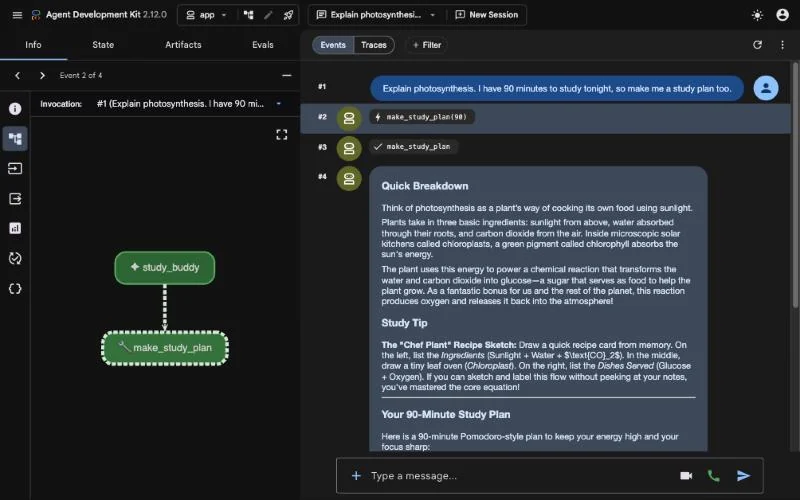 Agent Development Kit 2.12.0
app
Explain photosynthesi...
New Session
Info
State
Artifacts
Evals
Events
Traces
+ Filter
Event 2 of 4
Invocation:
#1 (Explain photosynthesis. I have 90 mi...
study_buddy
make_study_plan
#1
Explain photosynthesis. I have 90 minutes to study tonight, so make me a study plan too.
#2
make_study_plan(90)
#3
make_study_plan
#4
Quick Breakdown
Think of photosynthesis as a plant's way of cooking its own food using sunlight.
Plants take in three basic ingredients: sunlight from above, water absorbed
through their roots, and carbon dioxide from the air. Inside microscopic solar
kitchens called chloroplasts, a green pigment called chlorophyll absorbs the
sun's energy.
The plant uses this energy to power a chemical reaction that transforms the
water and carbon dioxide into glucose—a sugar that serves as food to help the
plant grow. As a fantastic bonus for us and the rest of the planet, this reaction
produces oxygen and releases it back into the atmosphere!
Study Tip
The "Chef Plant" Recipe Sketch: Draw a quick recipe card from memory. On
the left, list the Ingredients (Sunlight + Water + $\text{CO}_2$). In the middle,
draw a tiny leaf oven (Chloroplast). On the right, list the Dishes Served (Glucose
+ Oxygen). If you can sketch and label this flow without peeking at your notes,
you've mastered the core equation!
Your 90-Minute Study Plan
Here is a 90-minute Pomodoro-style plan to keep your energy high and your
focus sharp:
Type a message...